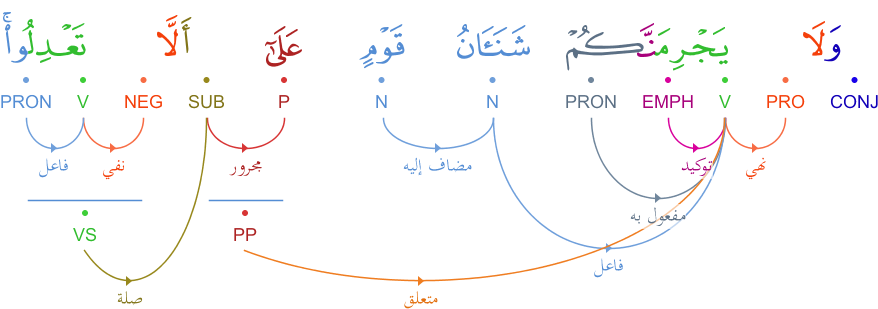 وَلَا يَجْرِمَنَّكُمْ شَنَـَٔانُ قَوْمٍ عَلَىٰٓ أَلَّا تَعْدِلُوا۟ ۚ
CONJ PRO V EMPH PRON N N P SUB NEG V PRON
نهي توكيد مضاف إليه مجرور نفي فاعل
مفعول به
VS PP
فاعل
صلة متعلق